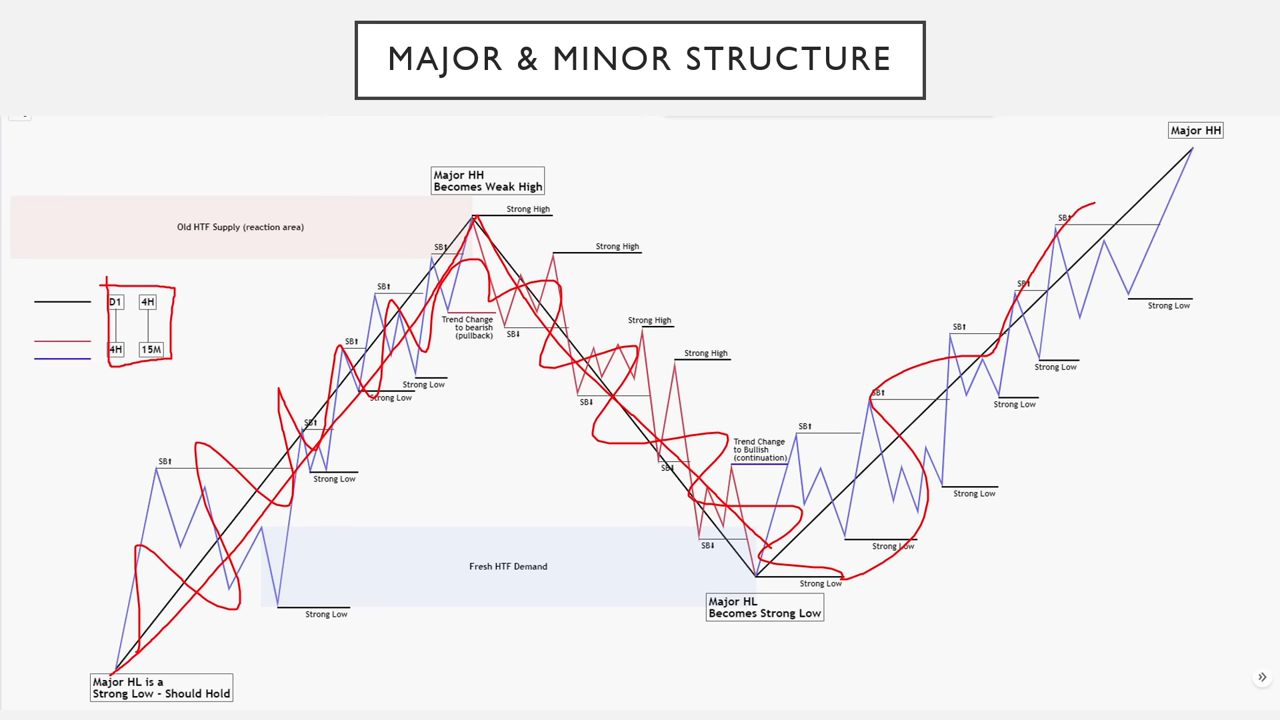 MAJOR & MINOR STRUCTURE
Major HH
Major HH
Becomes Weak High
Strong High
SB⬆
Old HTF Supply (reaction area)
SB⬆
Strong High
SB⬆
D1
4H
SB⬆
Trend Change
to bearish
(pullback)
SB⬇
Strong High
SB⬆
SB⬆
4H
15M
Strong High
Strong Low
Strong Low
Strong Low
Strong Low
SB⬆
SB⬇
SB⬆
Strong Low
SB⬆
SB⬆
Trend Change
to Bullish
(continuation)
SB⬆
SB⬇
Strong Low
Strong Low
Fresh HTF Demand
SB⬇
Strong Low
Strong Low
Strong Low
Major HL
Becomes Strong Low
Major HL is a
Strong Low - Should Hold